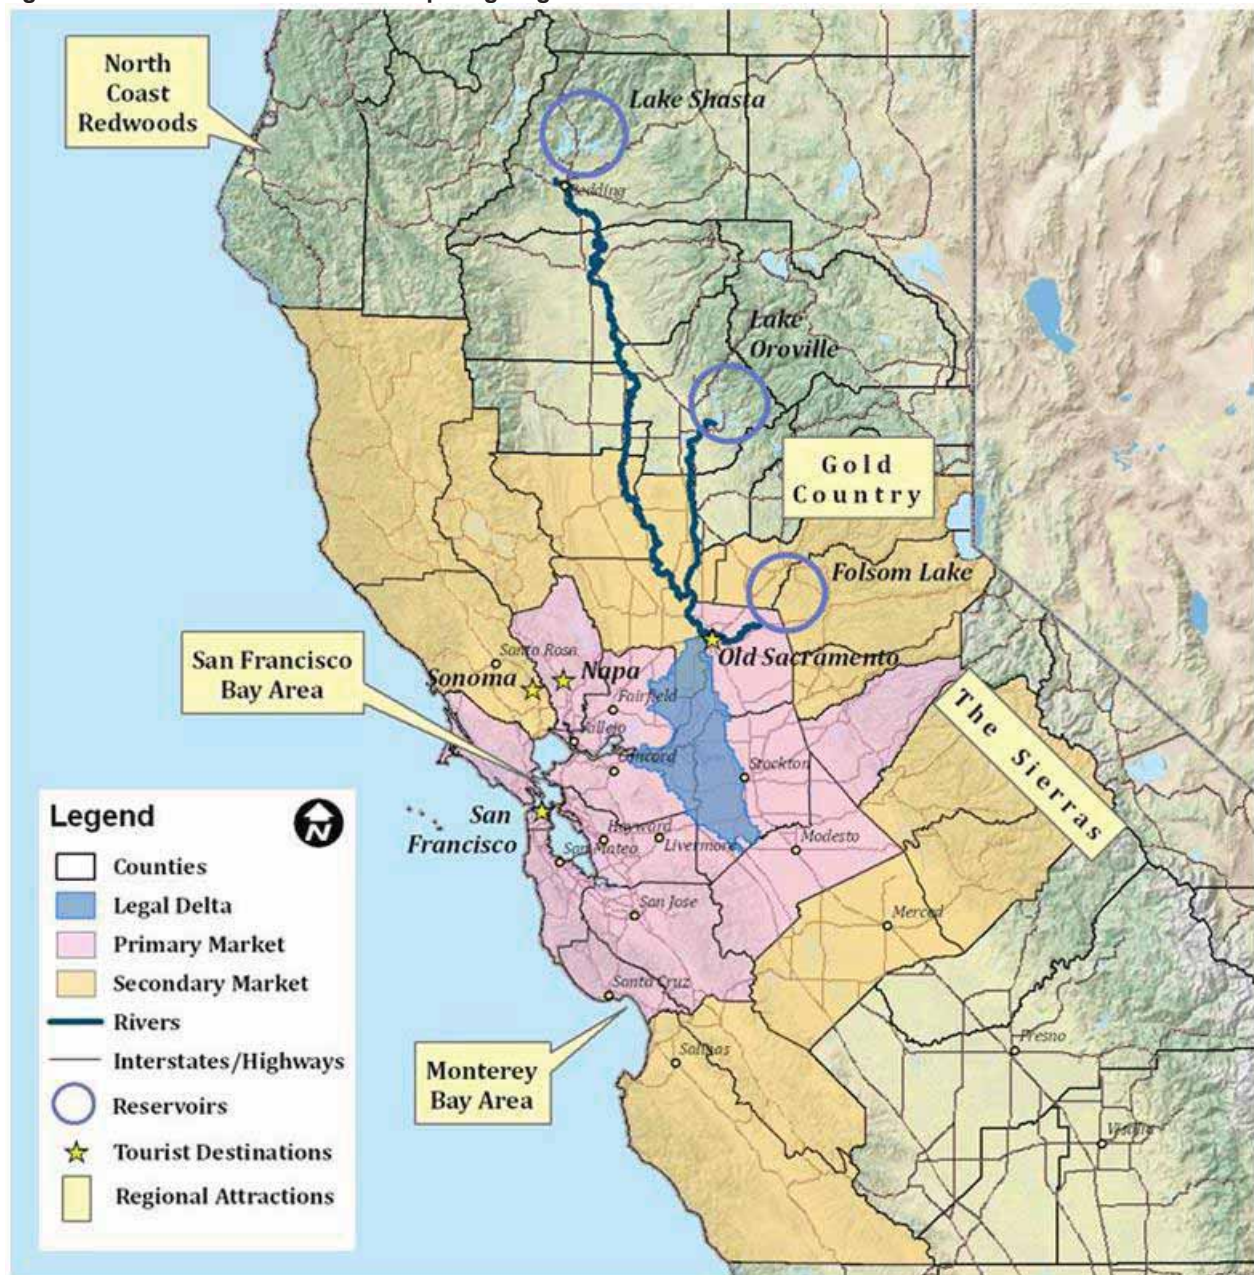 North
Coast
Redwoods
Lake Shasta
Redding
Lake
Oroville
Gold
Country
Folsom Lake
Old Sacramento
San Francisco
Bay Area
Santa Rosa
Sonoma
Napa
Fairfield
Vallejo
Concord
Stockton
The Sierras
San
Francisco
Hayward
San Mateo
Livermore
Modesto
San Jose
Merced
Santa Cruz
Monterey
Bay Area
Salinas
Fresno
Visalia
Legend
N
Counties
Legal Delta
Primary Market
Secondary Market
Rivers
Interstates/Highways
Reservoirs
Tourist Destinations
Regional Attractions